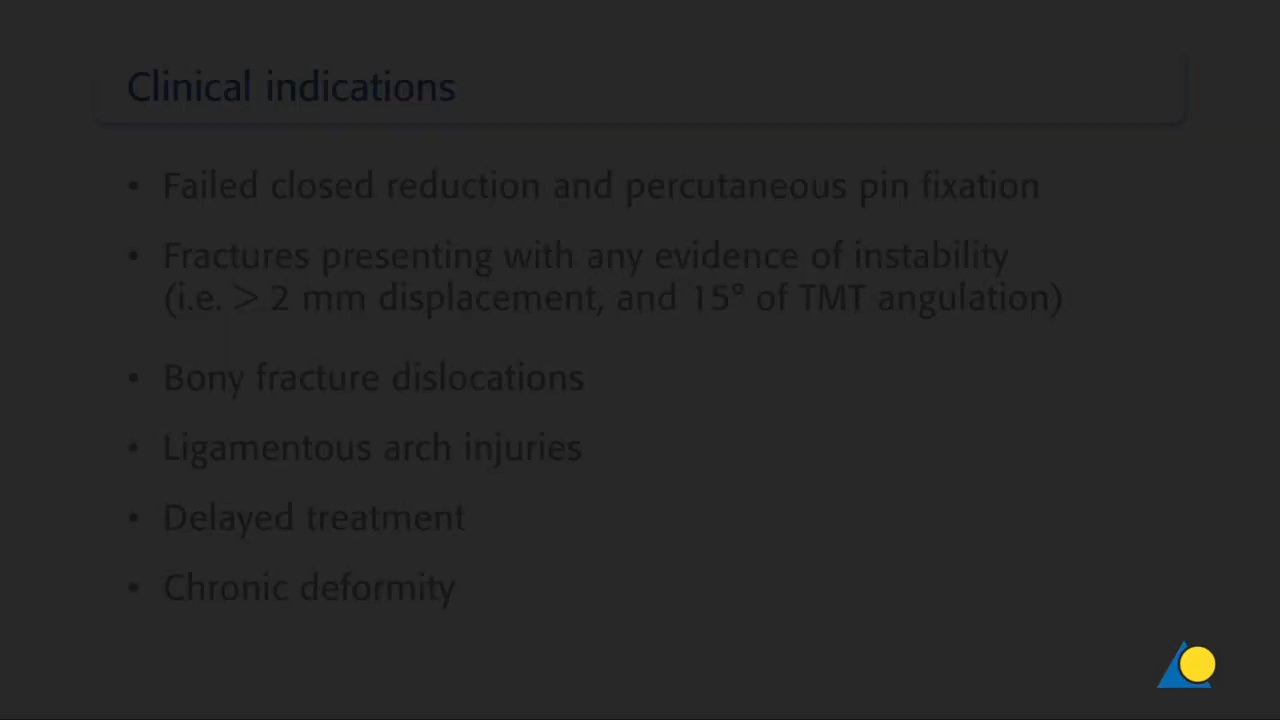 Clinical indications
• Failed closed reduction and percutaneous pin fixation
• Fractures presenting with any evidence of instability
(i.e. > 2 mm displacement, and 15° of TMT angulation)
• Bony fracture dislocations
• Ligamentous arch injuries
• Delayed treatment
• Chronic deformity